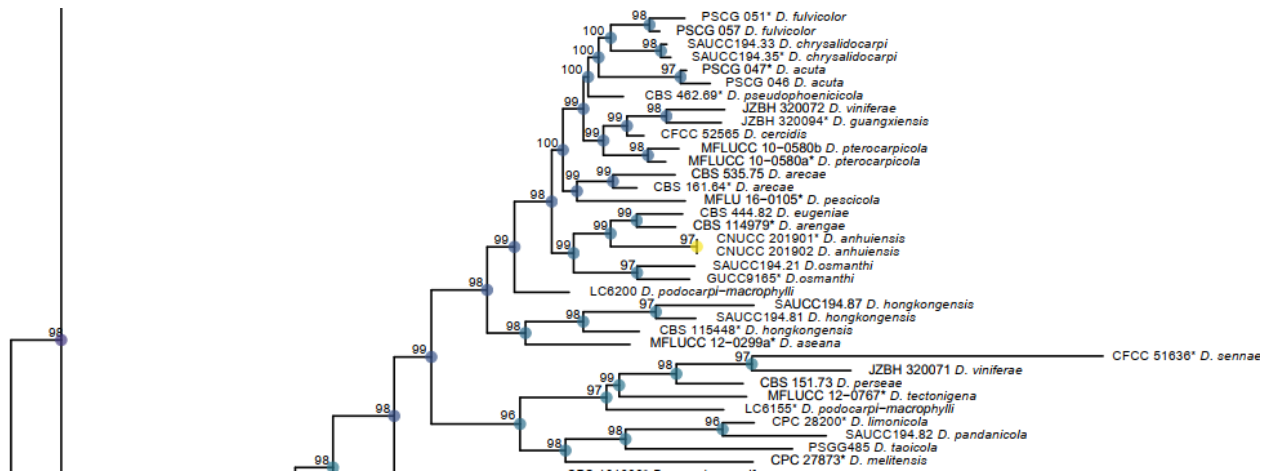 98 PSCG 051* D. fulvicolor
100 PSCG 057 D. fulvicolor
98 SAUCC194.33 D. chrysalidocarpi
100 SAUCC194.35* D. chrysalidocarpi
100 97 PSCG 047* D. acuta
PSCG 046 D. acuta
CBS 462.69* D. pseudophoenicicola
99 98 JZBH 320072 D. viniferae
99 JZBH 320094* D. guangxiensis
99 CFCC 52565 D. cercidis
100 98 MFLUCC 10-0580b D. pterocarpicola
MFLUCC 10-0580a* D. pterocarpicola
99 99 CBS 535.75 D. arecae
CBS 161.64* D. arecae
98 MFLU 16-0105* D. pescicola
99 CBS 444.82 D. eugeniae
99 CBS 114979* D. arengae
99 99 97 CNUCC 201901* D. anhuiensis
CNUCC 201902 D. anhuiensis
97 SAUCC194.21 D.osmanthi
GUCC9165* D.osmanthi
98 LC6200 D. podocarpi-macrophylli
97 SAUCC194.87 D. hongkongensis
98 SAUCC194.81 D. hongkongensis
98 98 CBS 115448* D. hongkongensis
MFLUCC 12-0299a* D. aseana
99 97 CFCC 51636* D. sennae
98 JZBH 320071 D. viniferae
99 CBS 151.73 D. perseae
97 MFLUCC 12-0767* D. tectonigena
LC6155* D. podocarpi-macrophylli
98 96 96 CPC 28200* D. limonicola
98 SAUCC194.82 D. pandanicola
98 PSGG485 D. taoicola
98 CPC 27873* D. melitensis